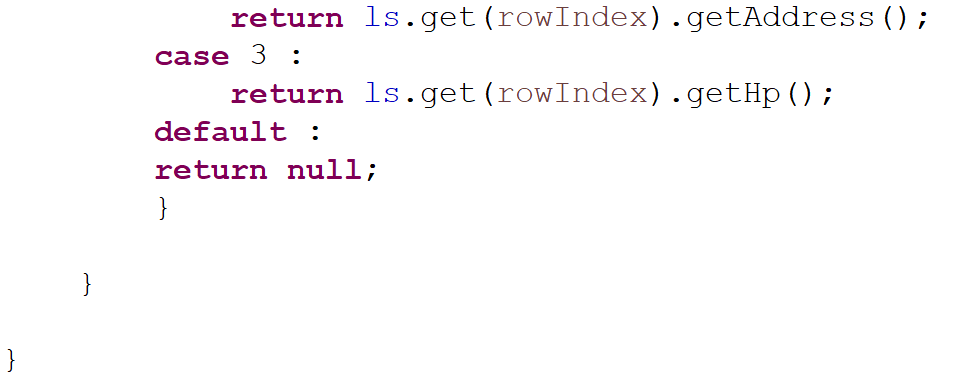 return ls.get(rowIndex).getAddress();
case 3 :
return ls.get(rowIndex).getHp();
default :
return null;
}
}
}